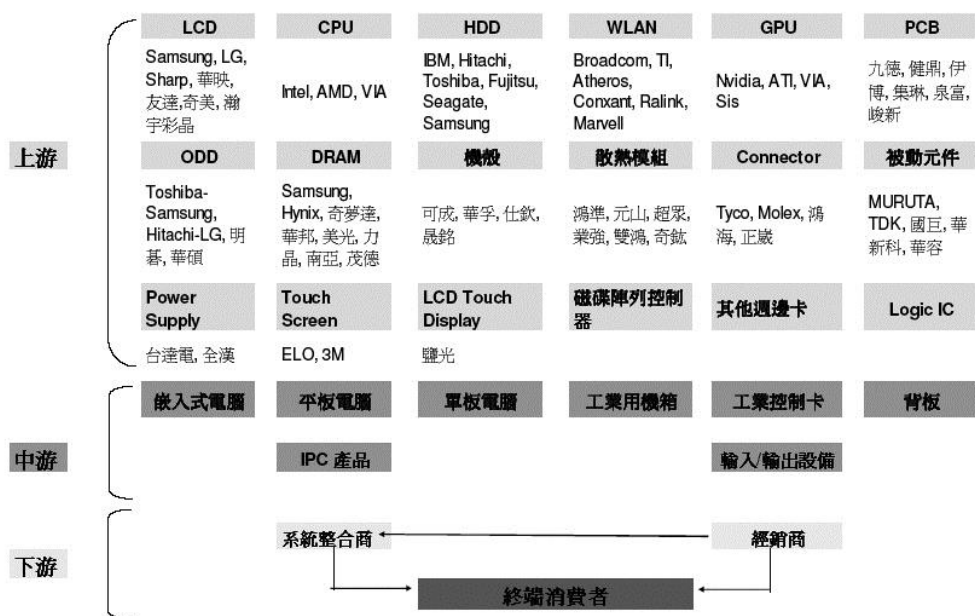 LCD CPU HDD WLAN GPU PCB
Samsung, LG,
Sharp, 華映,
友達,奇美, 瀚
宇彩晶
Intel, AMD, VIA
IBM, Hitachi,
Toshiba, Fujitsu,
Seagate,
Samsung
Broadcom, TI,
Atheros,
Conxant, Ralink,
Marvell
Nvidia, ATI, VIA,
Sis
九德, 健鼎, 伊
博, 集琳, 泉富,
峻新
上游
ODD DRAM 機殼 散熱模組 Connector 被動元件
Toshiba-
Samsung,
Hitachi-LG, 明
碁, 華碩
Samsung,
Hynix, 奇夢達,
華邦, 美光, 力
晶, 南亞, 茂德
可成, 華孚, 仕欽,
晟銘
鴻準, 元山, 超眾,
業強, 雙鴻, 奇鋐
Tyco, Molex, 鴻
海, 正崴
MURUTA,
TDK, 國巨, 華
新科, 華容
Power
Supply
Touch
Screen
LCD Touch
Display
磁碟陣列控制
器
其他週邊卡
Logic IC
台達電, 全漢
ELO, 3M
鹽光
嵌入式電腦 平板電腦 單板電腦 工業用機箱 工業控制卡 背板
中游
IPC 產品 輸入/輸出設備
系統整合商 經銷商
下游
終端消費者